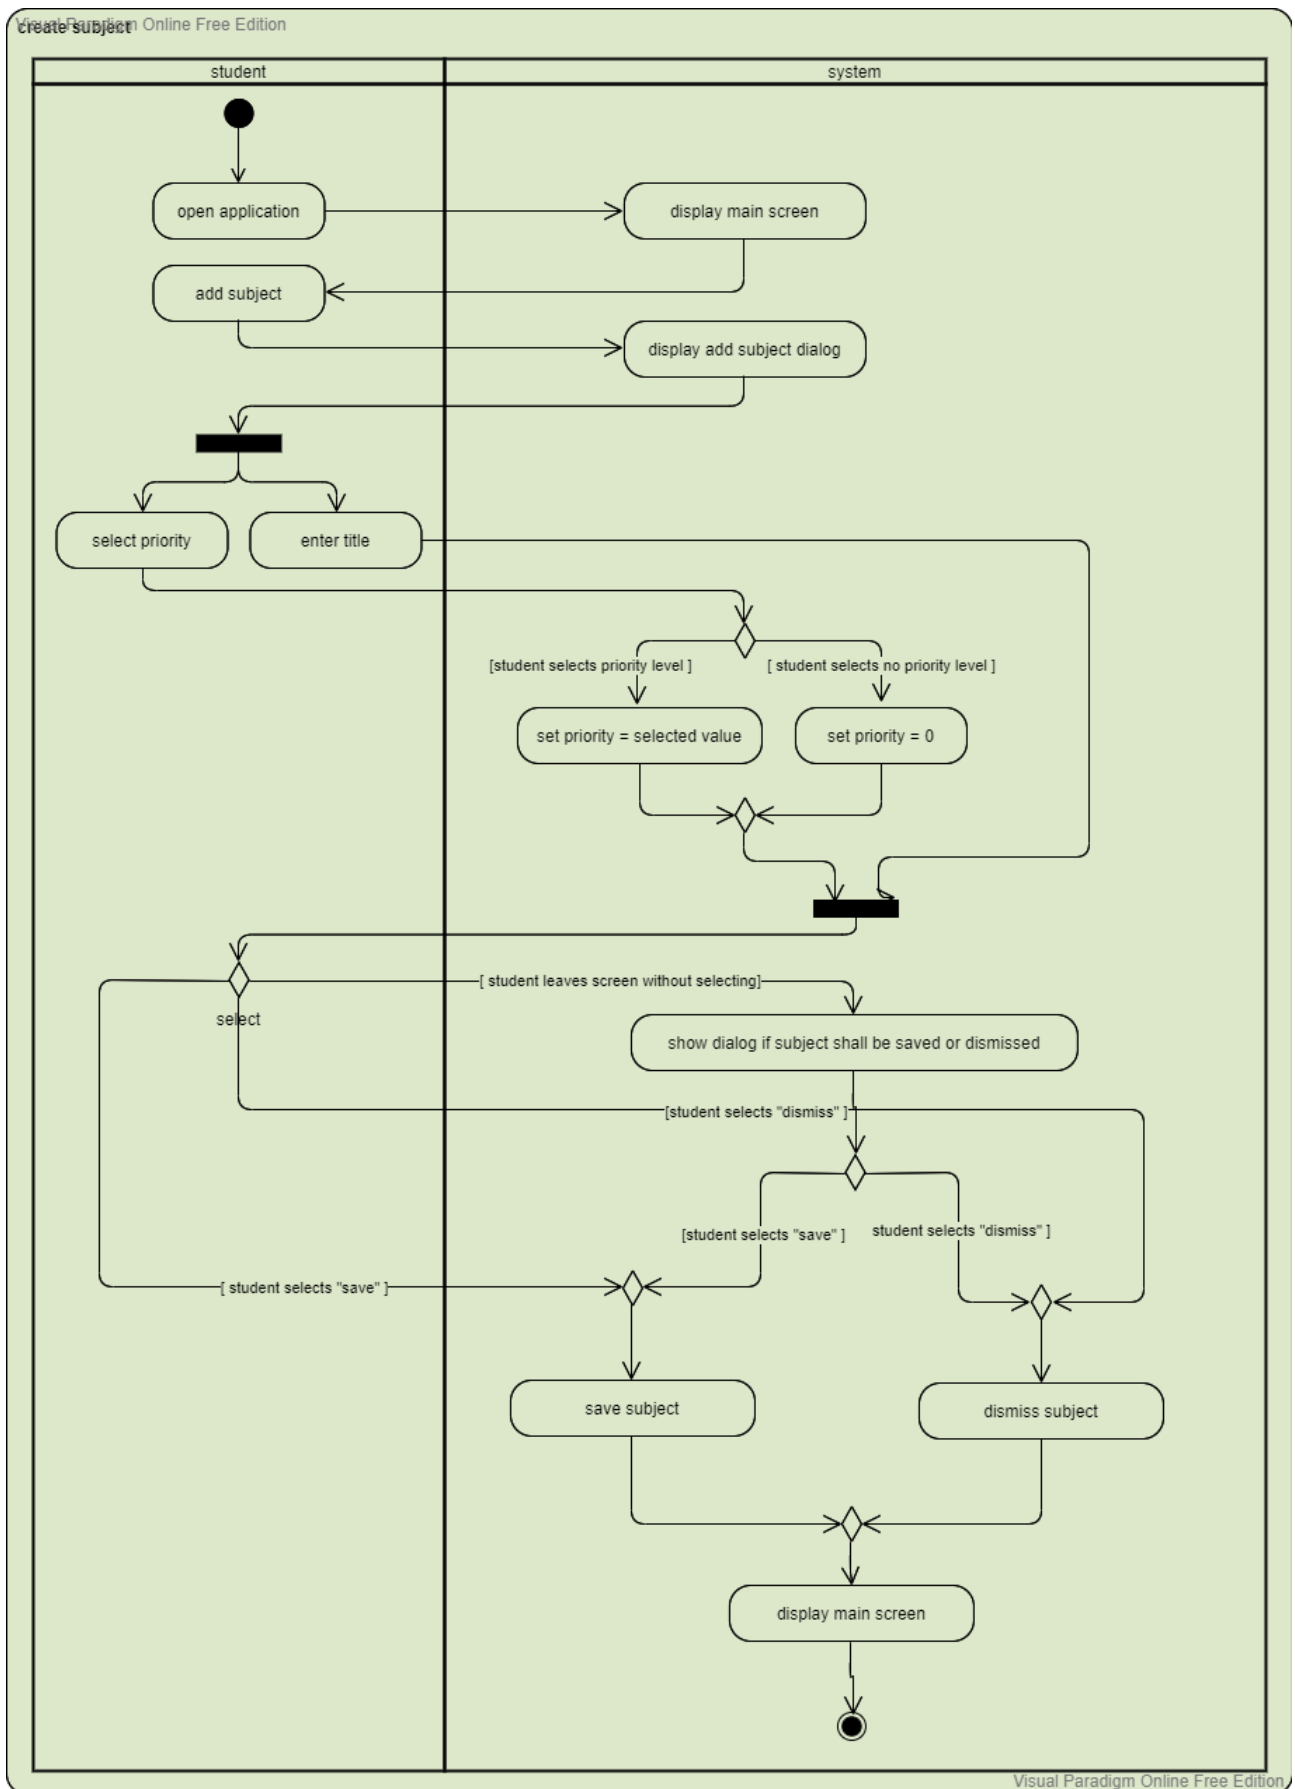 Visual Paradigm Online Free Edition
create subject
student
system
open application
display main screen
add subject
display add subject dialog
select priority
enter title
[student selects priority level ]
[ student selects no priority level ]
set priority = selected value
set priority = 0
[ student leaves screen without selecting]
select
show dialog if subject shall be saved or dismissed
[student selects "dismiss" ]
[student selects "save" ]
student selects "dismiss" ]
[ student selects "save" ]
save subject
dismiss subject
display main screen
Visual Paradigm Online Free Edition